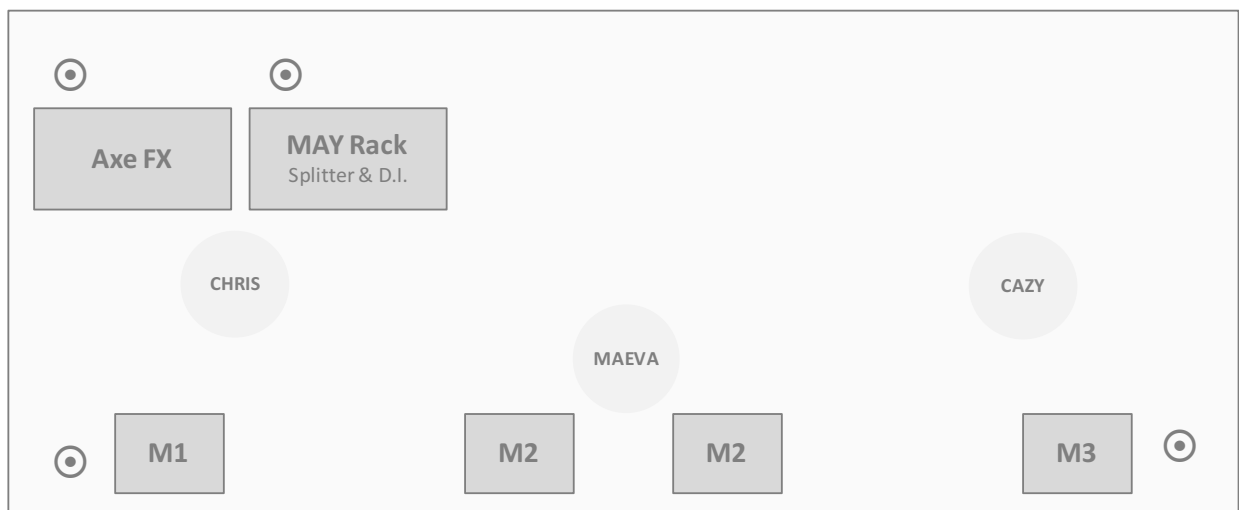 Axe FX
MAY Rack
Splitter & D.I.
CHRIS
CAZY
MAEVA
M1
M2
M2
M3